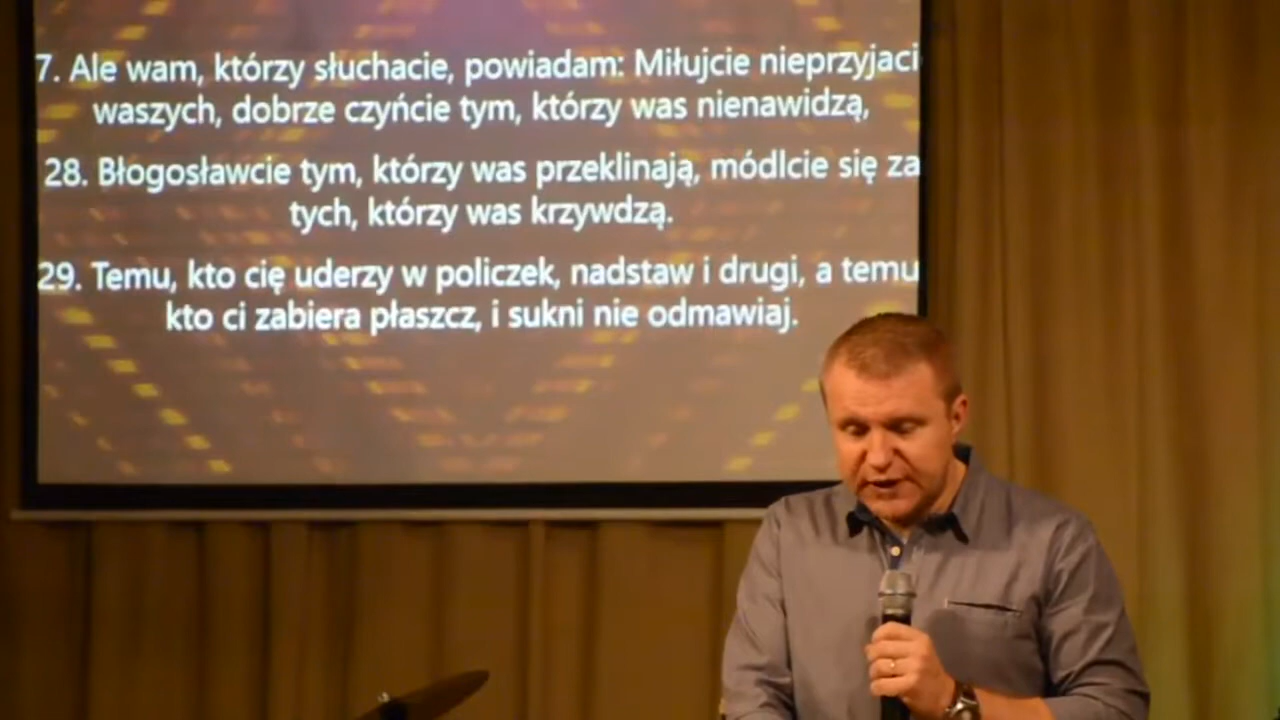 7. Ale wam, którzy słuchacie, powiadam: Miłujcie nieprzyjaci
waszych, dobrze czyńcie tym, którzy was nienawidzą,
28. Błogosławcie tym, którzy was przeklinają, módlcie się za
tych, którzy was krzywdzą.
29. Temu, kto cię uderzy w policzek, nadstaw i drugi, a temu
kto ci zabiera płaszcz, i sukni nie odmawiaj.